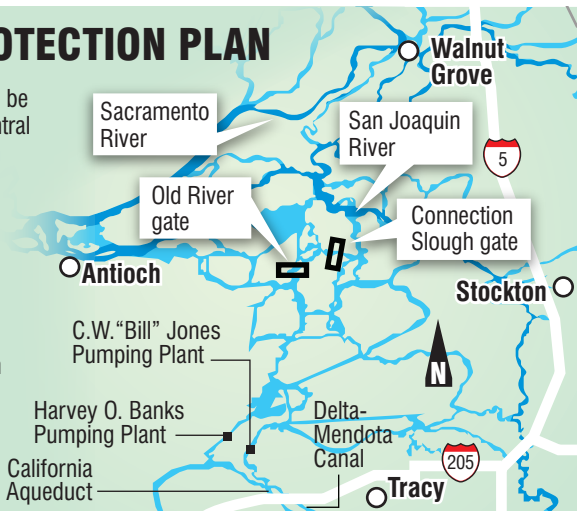 OTECTION PLAN
be
ntral
Walnut
Grove
Sacramento
River
San Joaquin
River
5
Old River
gate
Connection
Slough gate
Antioch
Stockton
C.W."Bill" Jones
Pumping Plant
N
Harvey O. Banks
Pumping Plant
Delta-
Mendota
Canal
California
Aqueduct
205
Tracy